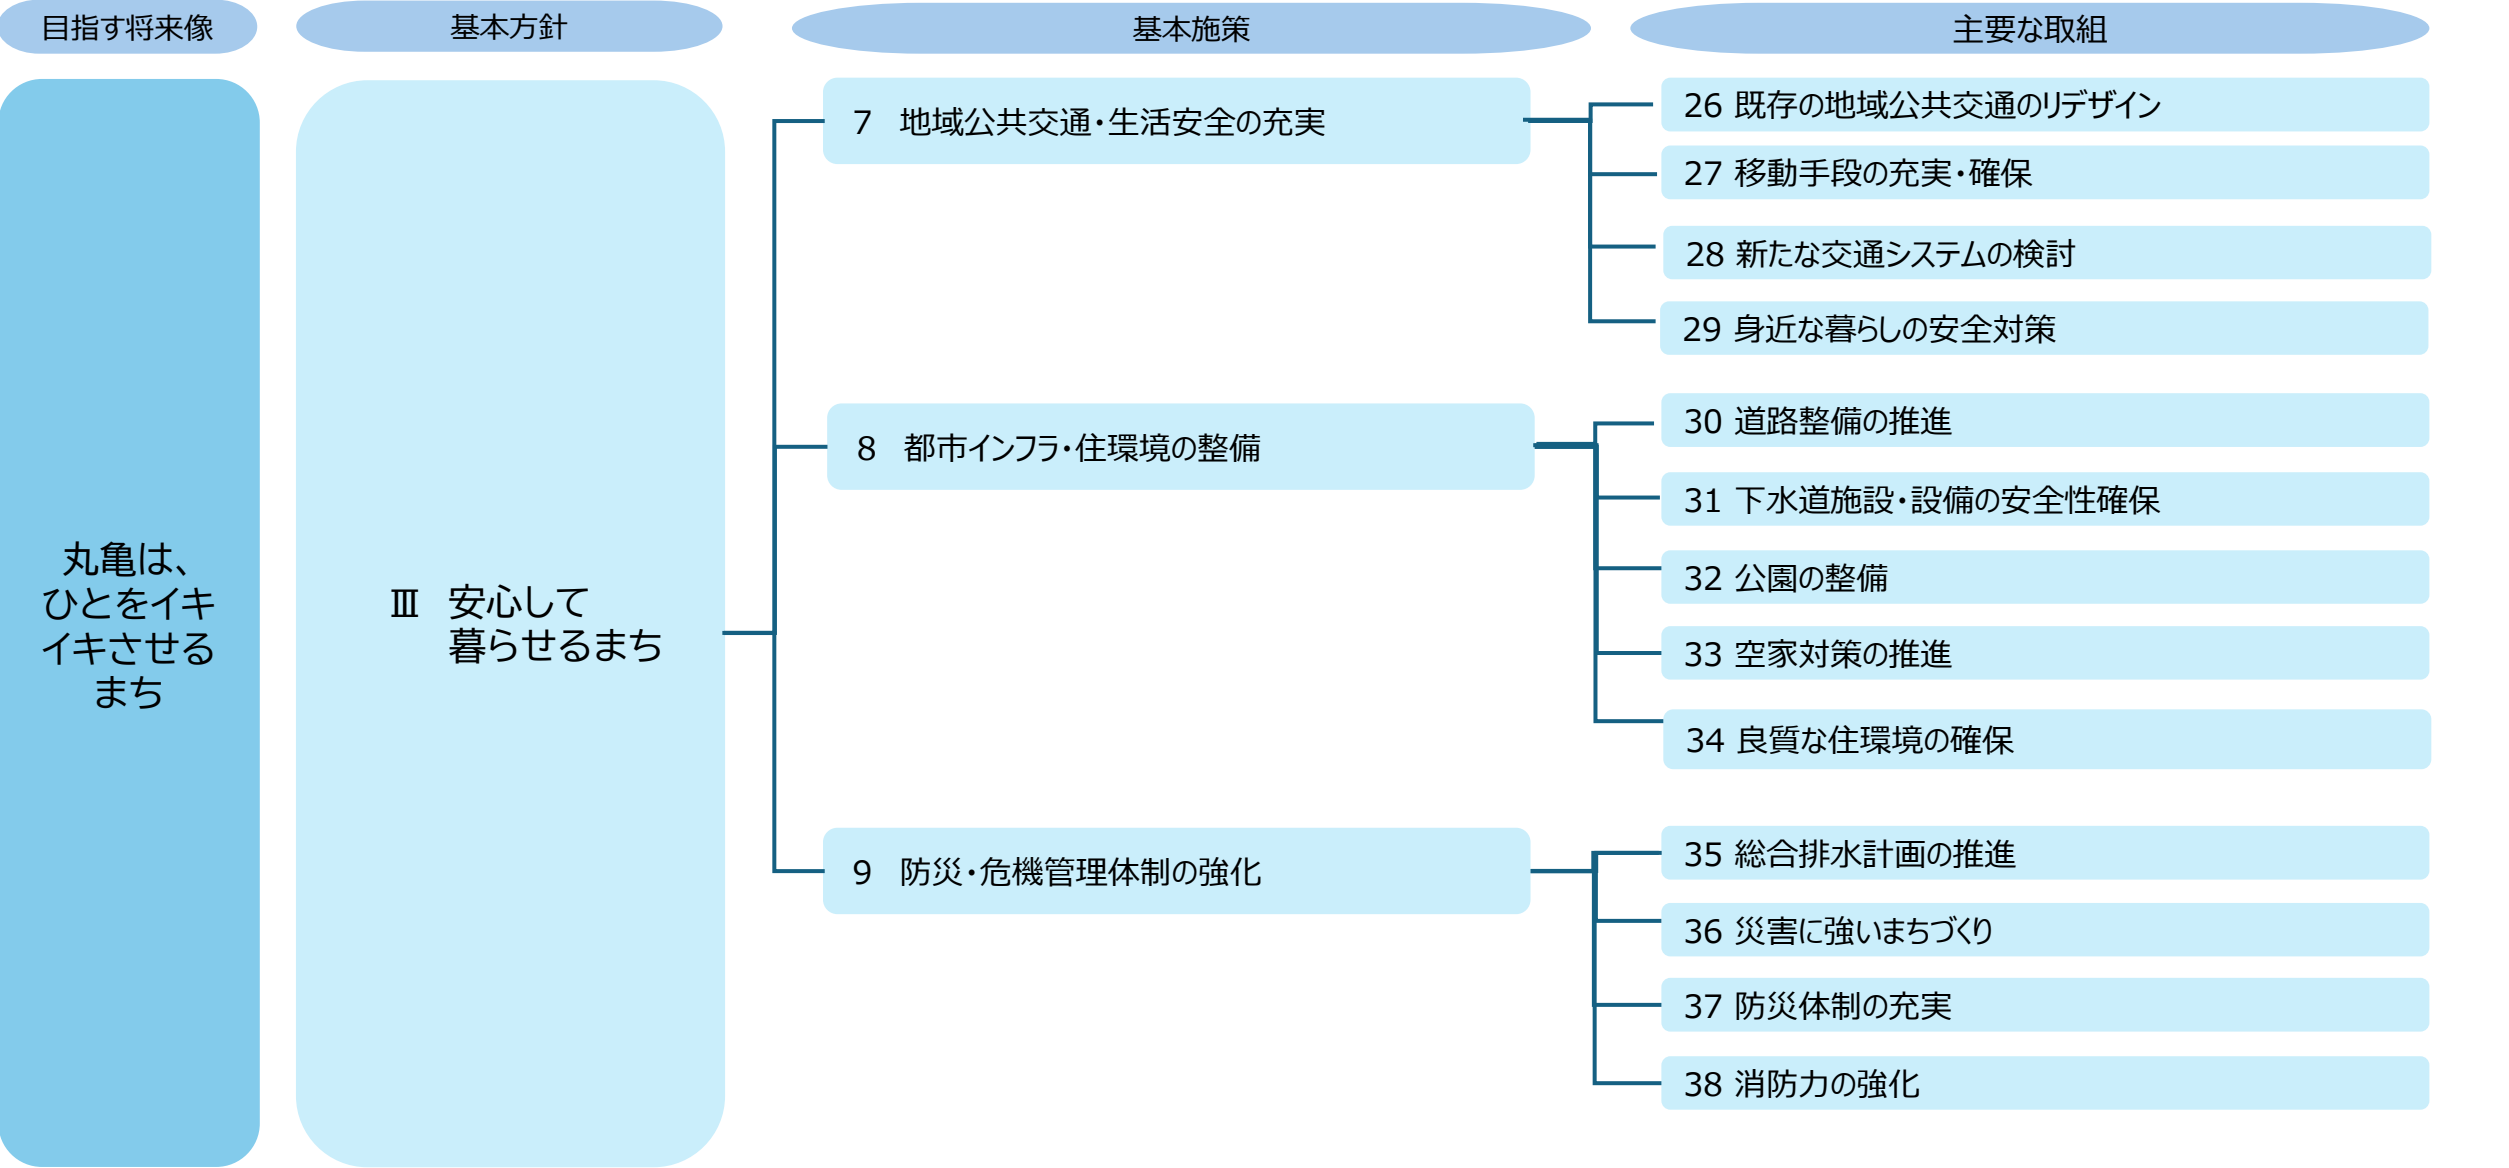 目指す将来像
基本方針
基本施策
主要な取組
丸亀は、
ひとをイキ
イキさせる
まち
Ⅲ　安心して
暮らせるまち
7　地域公共交通・生活安全の充実
26 既存の地域公共交通のリデザイン
27 移動手段の充実・確保
28 新たな交通システムの検討
29 身近な暮らしの安全対策
8　都市インフラ・住環境の整備
30 道路整備の推進
31 下水道施設・設備の安全性確保
32 公園の整備
33 空家対策の推進
34 良質な住環境の確保
9　防災・危機管理体制の強化
35 総合排水計画の推進
36 災害に強いまちづくり
37 防災体制の充実
38 消防力の強化